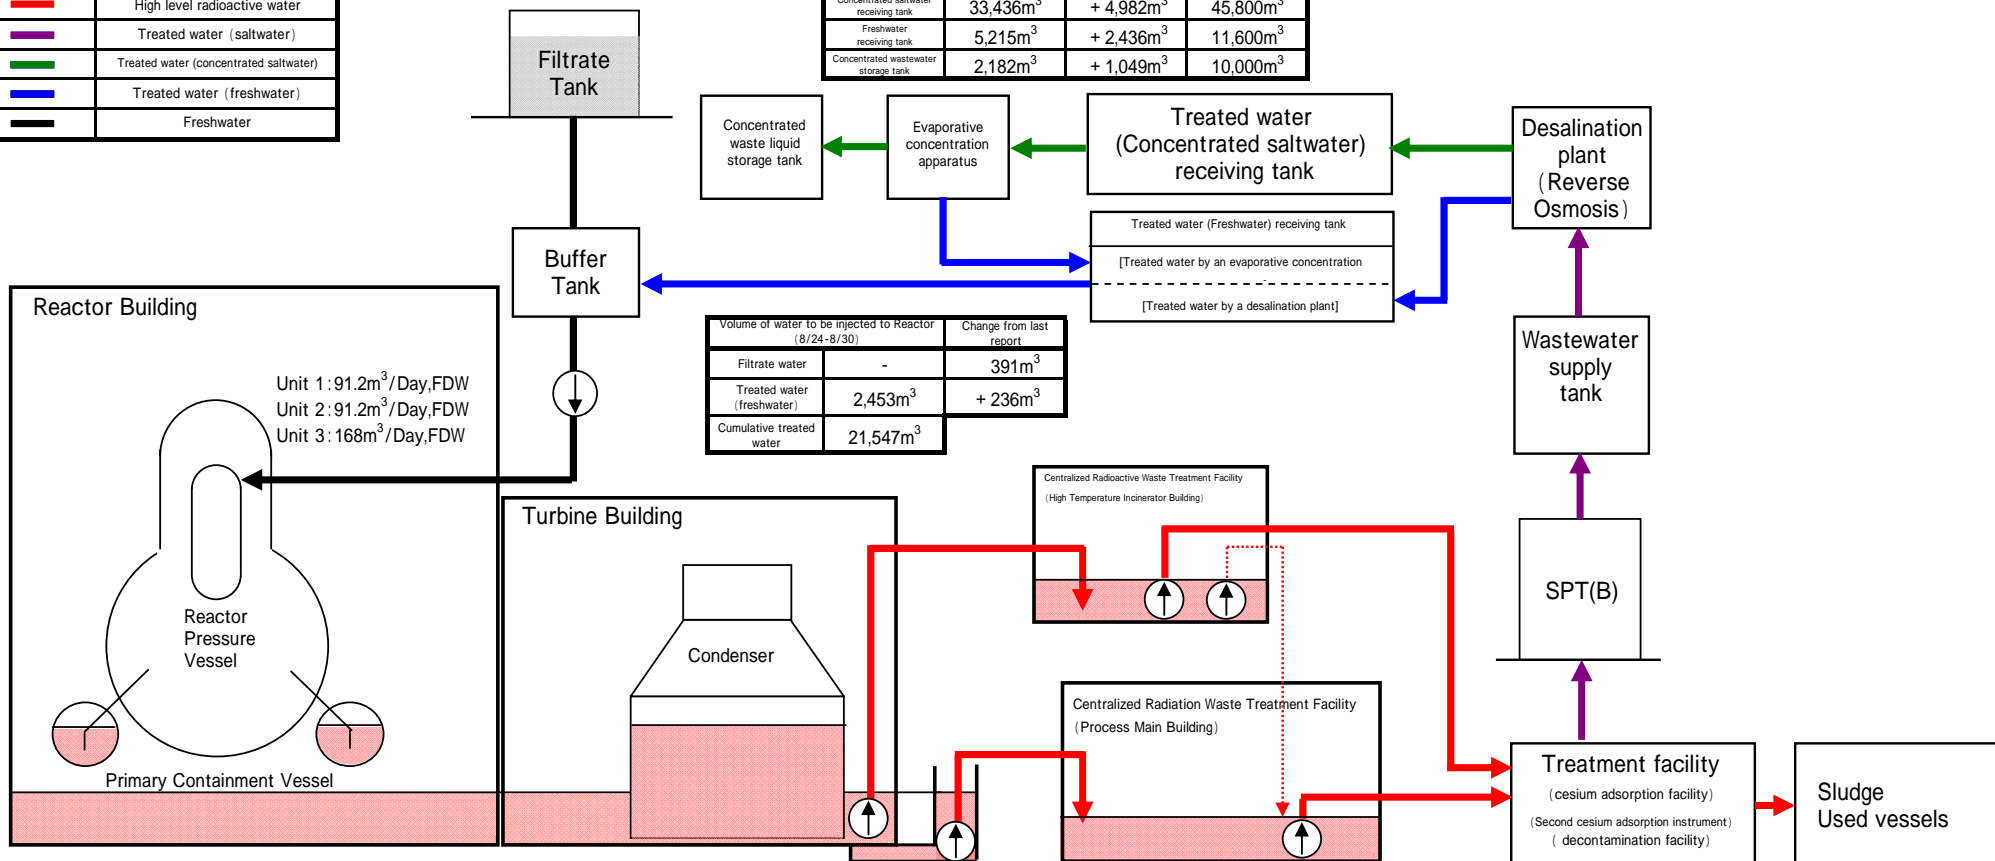 High level radioactive water
Treated water (saltwater)
Treated water (concentrated saltwater)
Treated water (freshwater)
Freshwater
Filtrate
Tank
Concentrated saltwater
receiving tank
33,436m³
+ 4,982m³
45,800m³
Freshwater
receiving tank
5,215m³
+ 2,436m³
11,600m³
Concentrated wastewater
storage tank
2,182m³
+ 1,049m³
10,000m³
Concentrated
waste liquid
storage tank
Evaporative
concentration
apparatus
Treated water
(Concentrated saltwater)
receiving tank
Desalination
plant
(Reverse
Osmosis)
Treated water (Freshwater) receiving tank
[Treated water by an evaporative concentration
[Treated water by a desalination plant]
Buffer
Tank
Reactor Building
Volume of water to be injected to Reactor
(8/24-8/30)
Change from last
report
Filtrate water
-
391m³
Treated water
(freshwater)
2,453m³
+ 236m³
Cumulative treated
water
21,547m³
Wastewater
supply
tank
Unit 1:91.2m³/Day,FDW
Unit 2:91.2m³/Day,FDW
Unit 3:168m³/Day,FDW
Centralized Radioactive Waste Treatment Facility
(High Temperature Incinerator Building)
Turbine Building
SPT(B)
Reactor
Pressure
Vessel
Condenser
Centralized Radiation Waste Treatment Facility
(Process Main Building)
Primary Containment Vessel
Treatment facility
(cesium adsorption facility)
(Second cesium adsorption instrument)
( decontamination facility)
Sludge
Used vessels